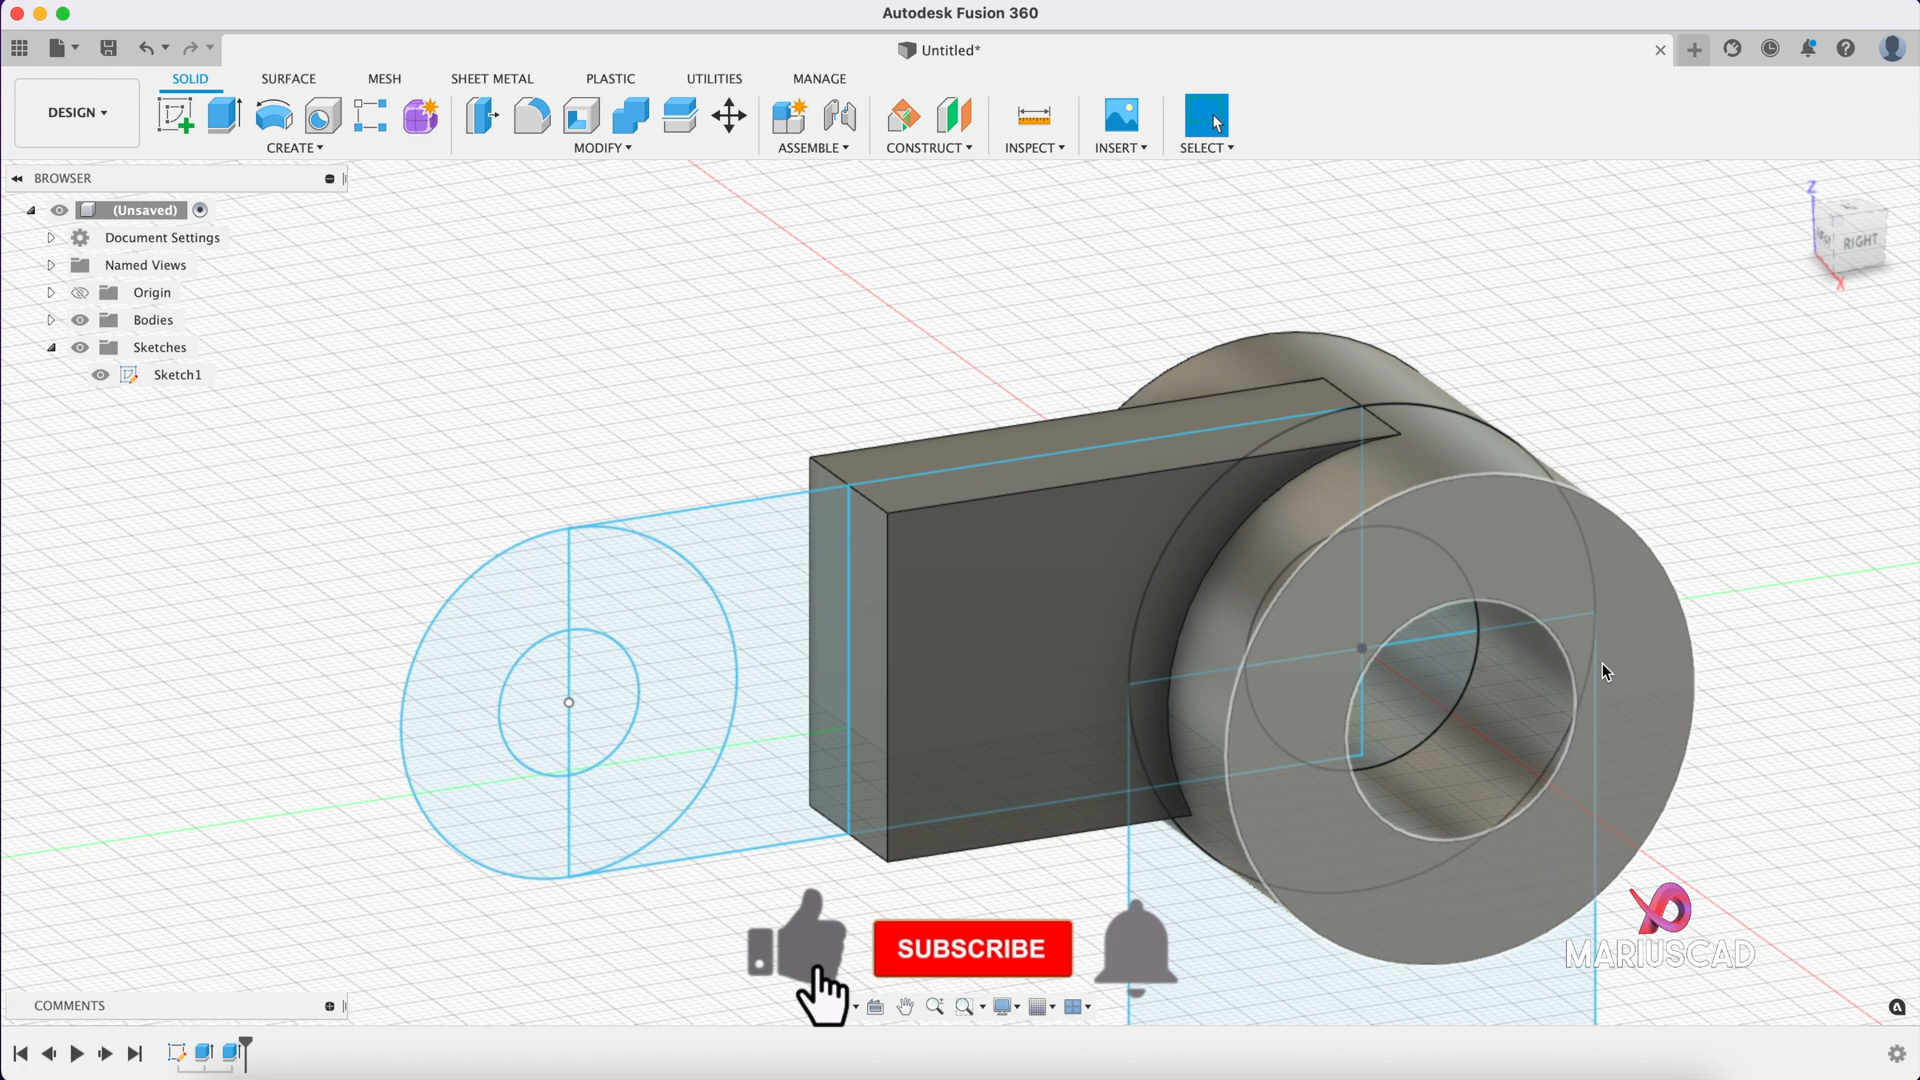 Autodesk Fusion 360
Untitled*
SOLID SURFACE MESH SHEET METAL PLASTIC UTILITIES MANAGE
DESIGN
CREATE MODIFY ASSEMBLE CONSTRUCT INSPECT INSERT SELECT
BROWSER
(Unsaved)
Document Settings
Named Views
Origin
Bodies
Sketches
Sketch1
Z
RIGHT
X
SUBSCRIBE
MARIUSCAD
COMMENTS